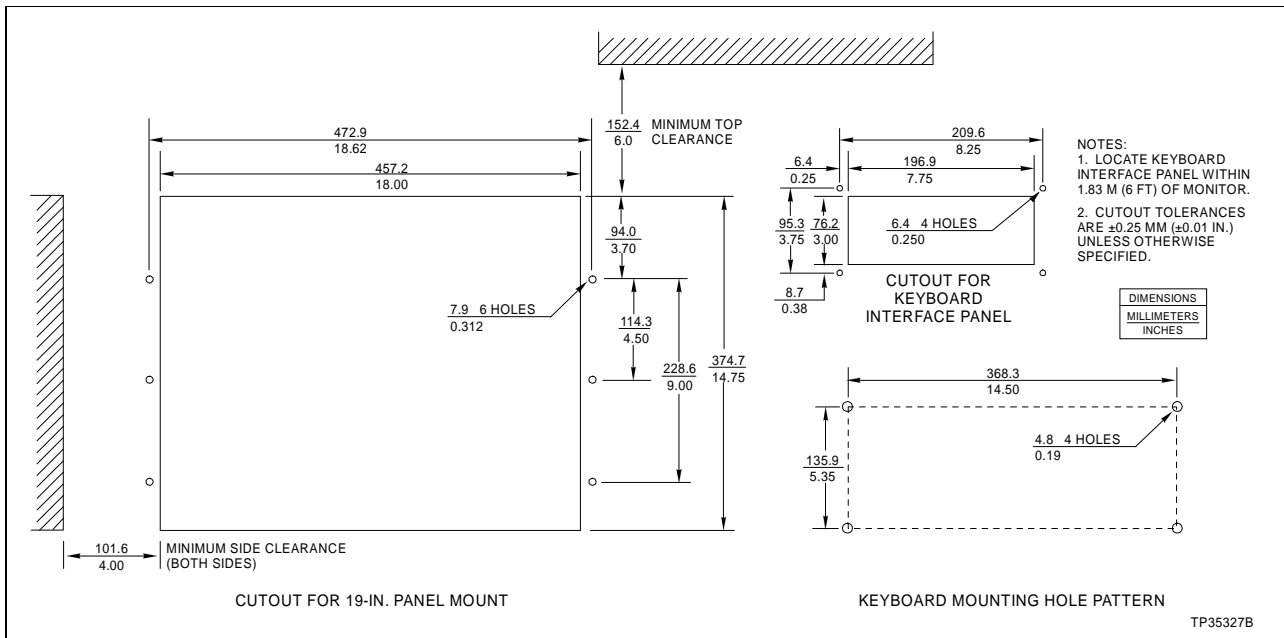 472.9
18.62
457.2
18.00
152.4
6.0
MINIMUM TOP
CLEARANCE
94.0
3.70
7.9   6 HOLES
0.312
114.3
4.50
228.6
9.00
374.7
14.75
101.6
4.00
MINIMUM SIDE CLEARANCE
(BOTH SIDES)
CUTOUT FOR 19-IN. PANEL MOUNT
209.6
8.25
6.4
0.25
196.9
7.75
95.3
3.75
76.2
3.00
6.4   4 HOLES
0.250
8.7
0.38
CUTOUT FOR
KEYBOARD
INTERFACE PANEL
NOTES:
1.  LOCATE KEYBOARD
INTERFACE PANEL WITHIN
1.83 M (6 FT) OF MONITOR.
2.  CUTOUT TOLERANCES
ARE ±0.25 MM (±0.01 IN.)
UNLESS OTHERWISE
SPECIFIED.
DIMENSIONS
MILLIMETERS
INCHES
368.3
14.50
4.8   4 HOLES
0.19
135.9
5.35
KEYBOARD MOUNTING HOLE PATTERN
TP35327B